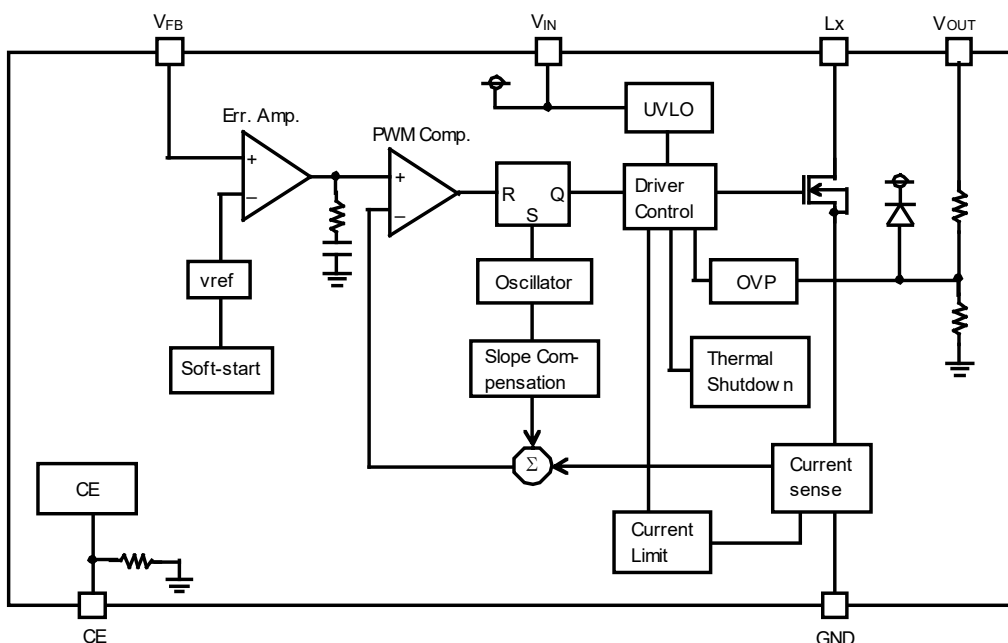 VFB
VIN
Lx
VOUT
UVLO
Err. Amp.
PWM Comp.
+
−
+
−
R
Q
S
Driver
Control
vref
Oscillator
OVP
Soft-start
Slope Com-
pensation
Thermal
Shutdown
Σ
CE
Current
sense
Current
Limit
CE
GND